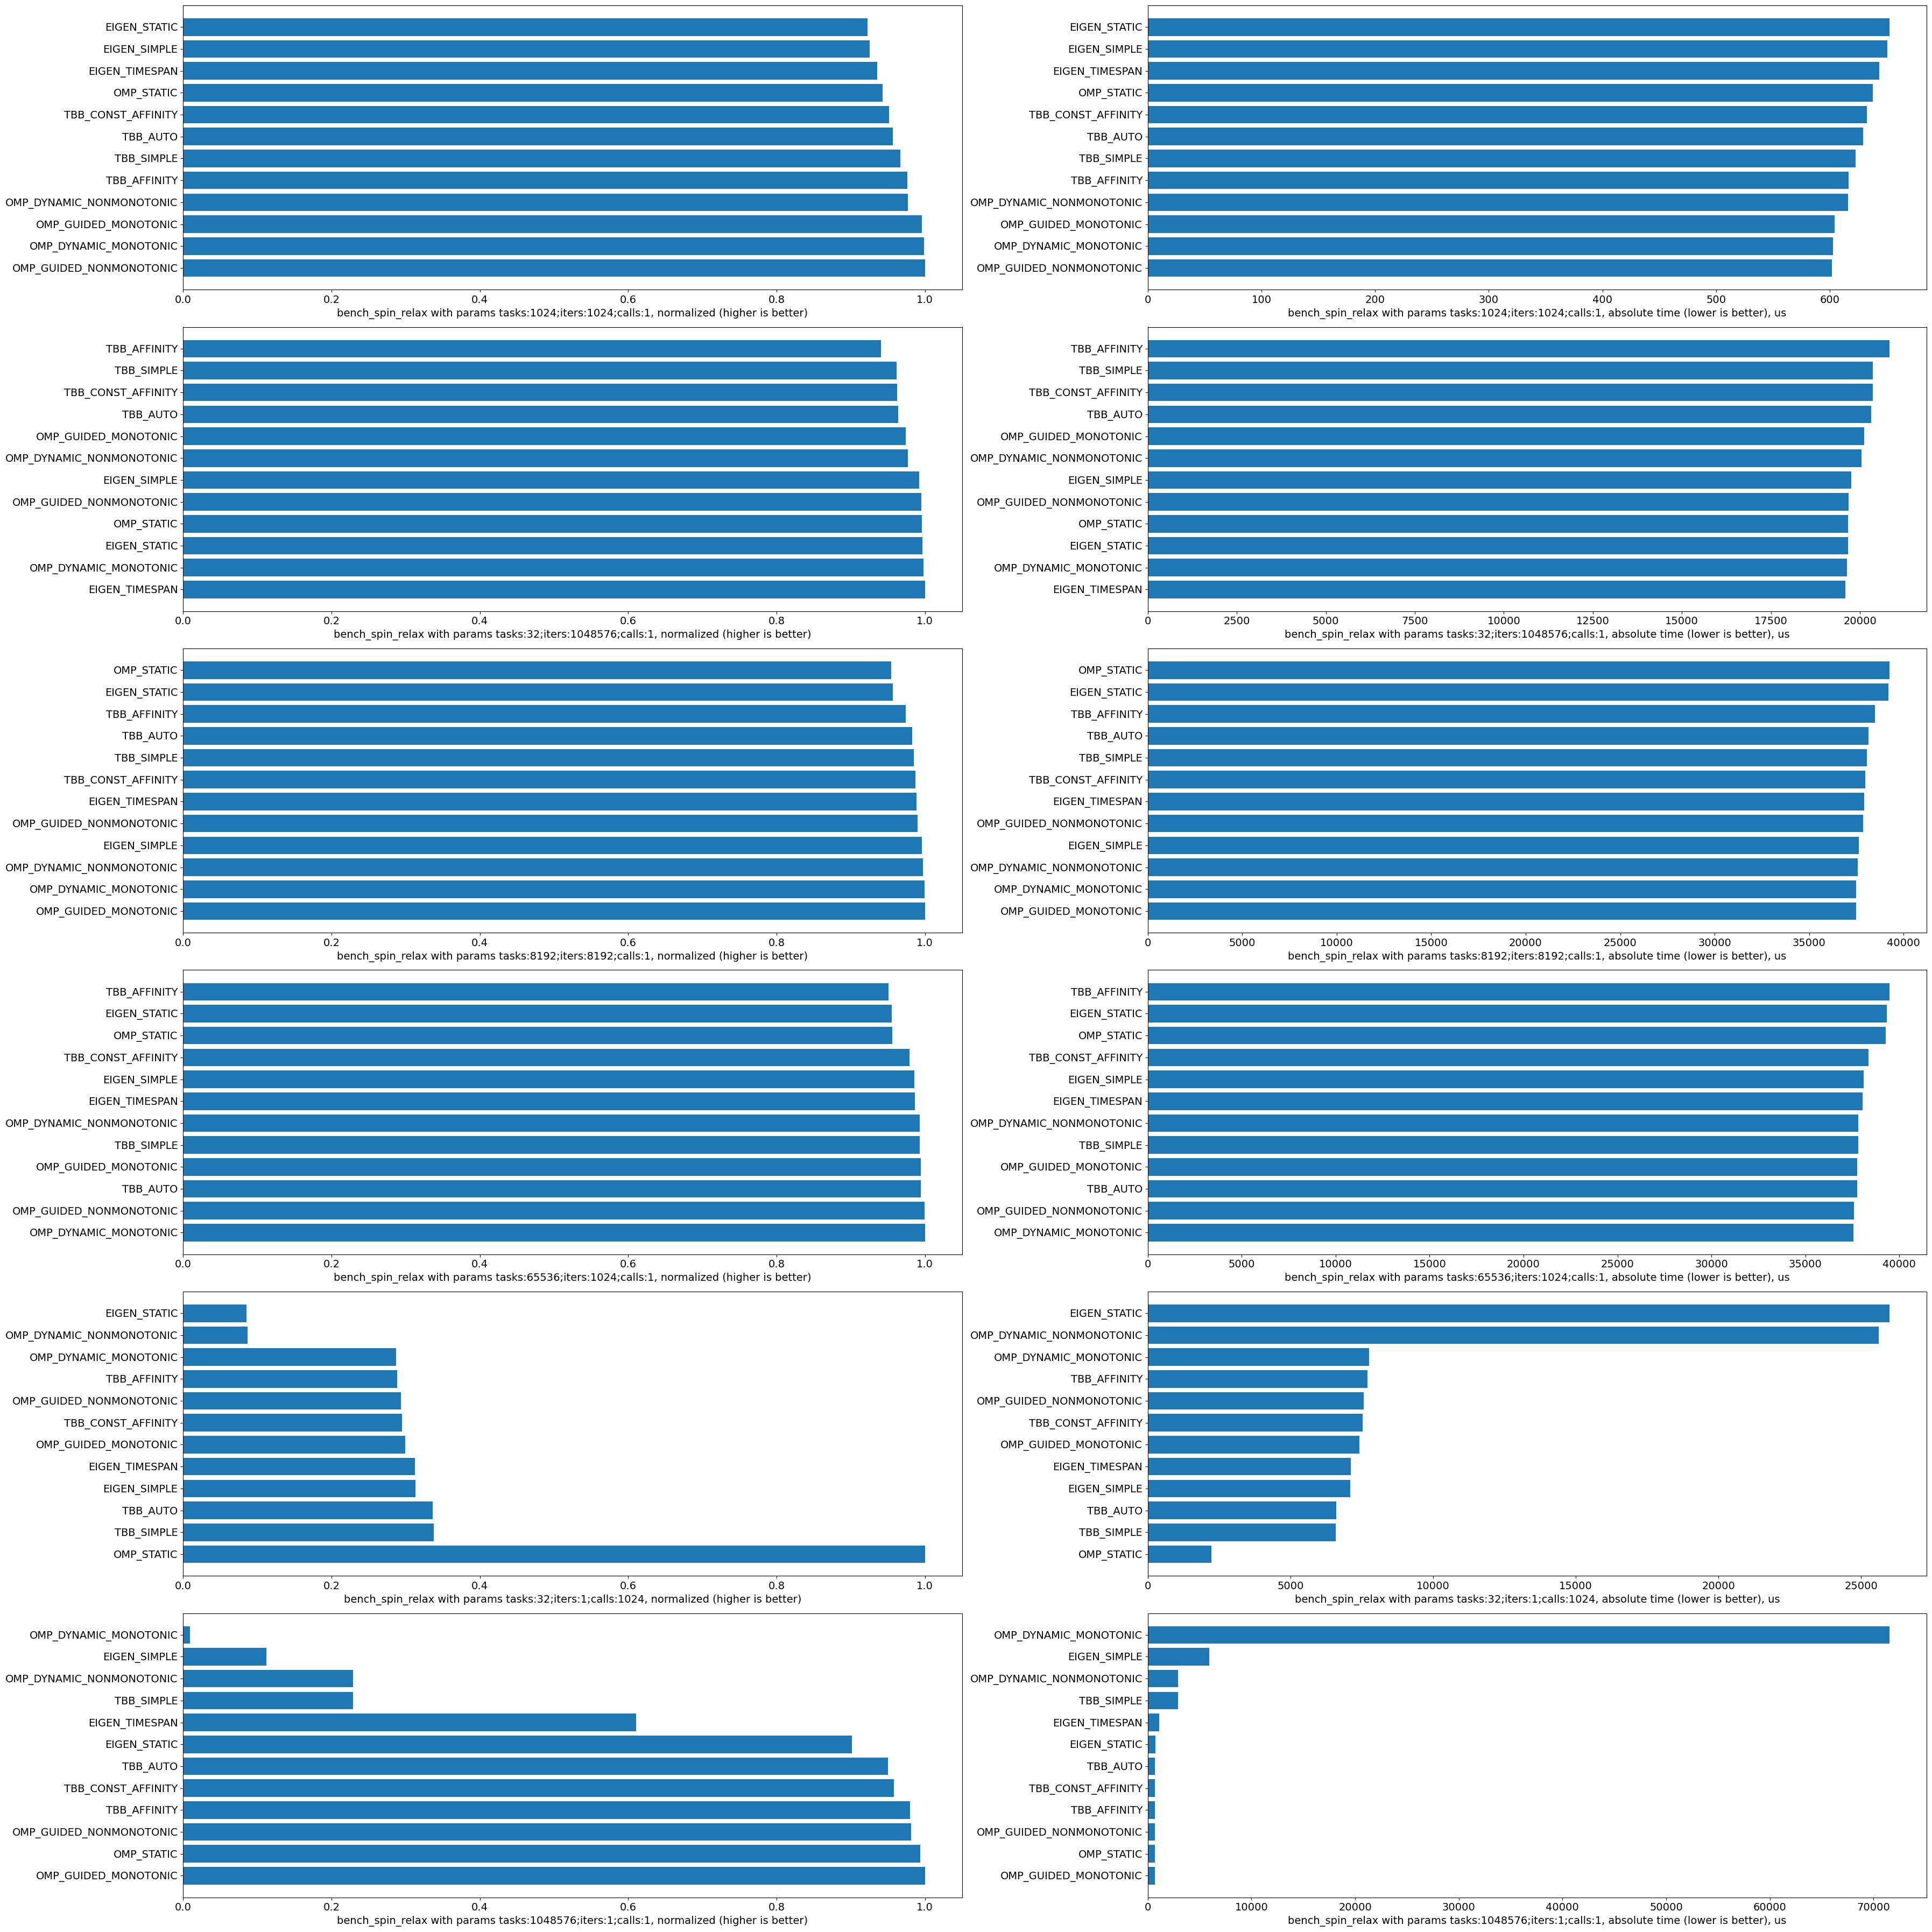 EIGEN_STATIC
EIGEN_SIMPLE
EIGEN_TIMESPAN
OMP_STATIC
TBB_CONST_AFFINITY
TBB_AUTO
TBB_SIMPLE
TBB_AFFINITY
OMP_DYNAMIC_NONMONOTONIC
OMP_GUIDED_MONOTONIC
OMP_DYNAMIC_MONOTONIC
OMP_GUIDED_NONMONOTONIC
0.0 0.2 0.4 0.6 0.8 1.0
bench_spin_relax with params tasks:1024;iters:1024;calls:1, normalized (higher is better)
EIGEN_STATIC
EIGEN_SIMPLE
EIGEN_TIMESPAN
OMP_STATIC
TBB_CONST_AFFINITY
TBB_AUTO
TBB_SIMPLE
TBB_AFFINITY
OMP_DYNAMIC_NONMONOTONIC
OMP_GUIDED_MONOTONIC
OMP_DYNAMIC_MONOTONIC
OMP_GUIDED_NONMONOTONIC
0 100 200 300 400 500 600
bench_spin_relax with params tasks:1024;iters:1024;calls:1, absolute time (lower is better), us
TBB_AFFINITY
TBB_SIMPLE
TBB_CONST_AFFINITY
TBB_AUTO
OMP_GUIDED_MONOTONIC
OMP_DYNAMIC_NONMONOTONIC
EIGEN_SIMPLE
OMP_GUIDED_NONMONOTONIC
OMP_STATIC
EIGEN_STATIC
OMP_DYNAMIC_MONOTONIC
EIGEN_TIMESPAN
0.0 0.2 0.4 0.6 0.8 1.0
bench_spin_relax with params tasks:32;iters:1048576;calls:1, normalized (higher is better)
TBB_AFFINITY
TBB_SIMPLE
TBB_CONST_AFFINITY
TBB_AUTO
OMP_GUIDED_MONOTONIC
OMP_DYNAMIC_NONMONOTONIC
EIGEN_SIMPLE
OMP_GUIDED_NONMONOTONIC
OMP_STATIC
EIGEN_STATIC
OMP_DYNAMIC_MONOTONIC
EIGEN_TIMESPAN
0 2500 5000 7500 10000 12500 15000 17500 20000
bench_spin_relax with params tasks:32;iters:1048576;calls:1, absolute time (lower is better), us
OMP_STATIC
EIGEN_STATIC
TBB_AFFINITY
TBB_AUTO
TBB_SIMPLE
TBB_CONST_AFFINITY
EIGEN_TIMESPAN
OMP_GUIDED_NONMONOTONIC
EIGEN_SIMPLE
OMP_DYNAMIC_NONMONOTONIC
OMP_DYNAMIC_MONOTONIC
OMP_GUIDED_MONOTONIC
0.0 0.2 0.4 0.6 0.8 1.0
bench_spin_relax with params tasks:8192;iters:8192;calls:1, normalized (higher is better)
OMP_STATIC
EIGEN_STATIC
TBB_AFFINITY
TBB_AUTO
TBB_SIMPLE
TBB_CONST_AFFINITY
EIGEN_TIMESPAN
OMP_GUIDED_NONMONOTONIC
EIGEN_SIMPLE
OMP_DYNAMIC_NONMONOTONIC
OMP_DYNAMIC_MONOTONIC
OMP_GUIDED_MONOTONIC
0 5000 10000 15000 20000 25000 30000 35000 40000
bench_spin_relax with params tasks:8192;iters:8192;calls:1, absolute time (lower is better), us
TBB_AFFINITY
EIGEN_STATIC
OMP_STATIC
TBB_CONST_AFFINITY
EIGEN_SIMPLE
EIGEN_TIMESPAN
OMP_DYNAMIC_NONMONOTONIC
TBB_SIMPLE
OMP_GUIDED_MONOTONIC
TBB_AUTO
OMP_GUIDED_NONMONOTONIC
OMP_DYNAMIC_MONOTONIC
0.0 0.2 0.4 0.6 0.8 1.0
bench_spin_relax with params tasks:65536;iters:1024;calls:1, normalized (higher is better)
TBB_AFFINITY
EIGEN_STATIC
OMP_STATIC
TBB_CONST_AFFINITY
EIGEN_SIMPLE
EIGEN_TIMESPAN
OMP_DYNAMIC_NONMONOTONIC
TBB_SIMPLE
OMP_GUIDED_MONOTONIC
TBB_AUTO
OMP_GUIDED_NONMONOTONIC
OMP_DYNAMIC_MONOTONIC
0 5000 10000 15000 20000 25000 30000 35000 40000
bench_spin_relax with params tasks:65536;iters:1024;calls:1, absolute time (lower is better), us
EIGEN_STATIC
OMP_DYNAMIC_NONMONOTONIC
OMP_DYNAMIC_MONOTONIC
TBB_AFFINITY
OMP_GUIDED_NONMONOTONIC
TBB_CONST_AFFINITY
OMP_GUIDED_MONOTONIC
EIGEN_TIMESPAN
EIGEN_SIMPLE
TBB_AUTO
TBB_SIMPLE
OMP_STATIC
0.0 0.2 0.4 0.6 0.8 1.0
bench_spin_relax with params tasks:32;iters:1;calls:1024, normalized (higher is better)
EIGEN_STATIC
OMP_DYNAMIC_NONMONOTONIC
OMP_DYNAMIC_MONOTONIC
TBB_AFFINITY
OMP_GUIDED_NONMONOTONIC
TBB_CONST_AFFINITY
OMP_GUIDED_MONOTONIC
EIGEN_TIMESPAN
EIGEN_SIMPLE
TBB_AUTO
TBB_SIMPLE
OMP_STATIC
0 5000 10000 15000 20000 25000
bench_spin_relax with params tasks:32;iters:1;calls:1024, absolute time (lower is better), us
OMP_DYNAMIC_MONOTONIC
EIGEN_SIMPLE
OMP_DYNAMIC_NONMONOTONIC
TBB_SIMPLE
EIGEN_TIMESPAN
EIGEN_STATIC
TBB_AUTO
TBB_CONST_AFFINITY
TBB_AFFINITY
OMP_GUIDED_NONMONOTONIC
OMP_STATIC
OMP_GUIDED_MONOTONIC
0.0 0.2 0.4 0.6 0.8 1.0
bench_spin_relax with params tasks:1048576;iters:1;calls:1, normalized (higher is better)
OMP_DYNAMIC_MONOTONIC
EIGEN_SIMPLE
OMP_DYNAMIC_NONMONOTONIC
TBB_SIMPLE
EIGEN_TIMESPAN
EIGEN_STATIC
TBB_AUTO
TBB_CONST_AFFINITY
TBB_AFFINITY
OMP_GUIDED_NONMONOTONIC
OMP_STATIC
OMP_GUIDED_MONOTONIC
0 10000 20000 30000 40000 50000 60000 70000
bench_spin_relax with params tasks:1048576;iters:1;calls:1, absolute time (lower is better), us